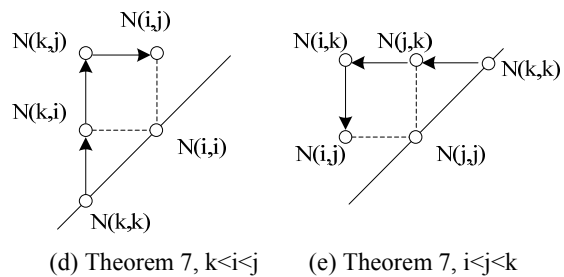 N(k,j)
N(i,j)
N(k,i)
N(i,i)
N(k,k)
N(i,k)
N(j,k)
N(k,k)
N(i,j)
N(j,j)
(d) Theorem 7, k<i<j
(e) Theorem 7, i<j<k